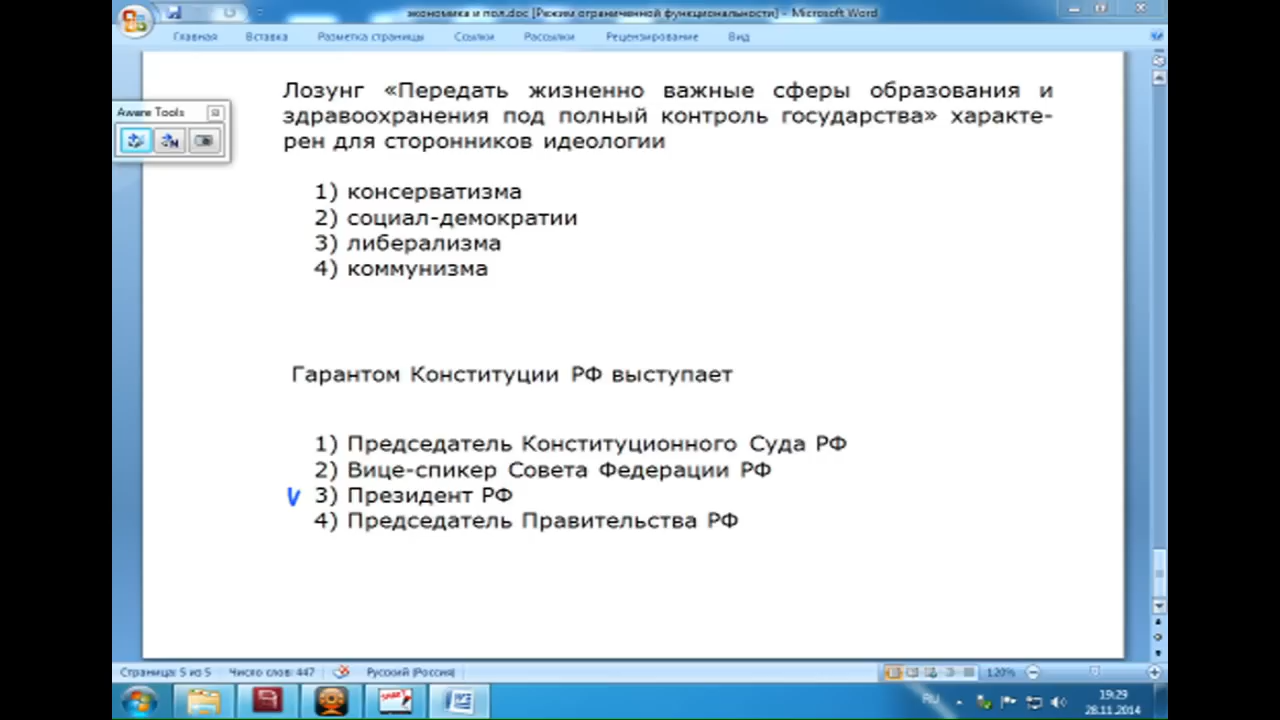 экономика и пол.doc [Режим ограниченной функциональности] - Microsoft Word
Главная Вставка Разметка страницы Ссылки Рассылки Рецензирование Вид
Aware Tools
Лозунг «Передать жизненно важные сферы образования и
здравоохранения под полный контроль государства» характе-
рен для сторонников идеологии
1) консерватизма
2) социал-демократии
3) либерализма
4) коммунизма
Гарантом Конституции РФ выступает
1) Председатель Конституционного Суда РФ
2) Вице-спикер Совета Федерации РФ
V 3) Президент РФ
4) Председатель Правительства РФ
Страница: 5 из 5 Число слов: 447 Русский (Россия) 120%
RU 19:29
28.11.2014